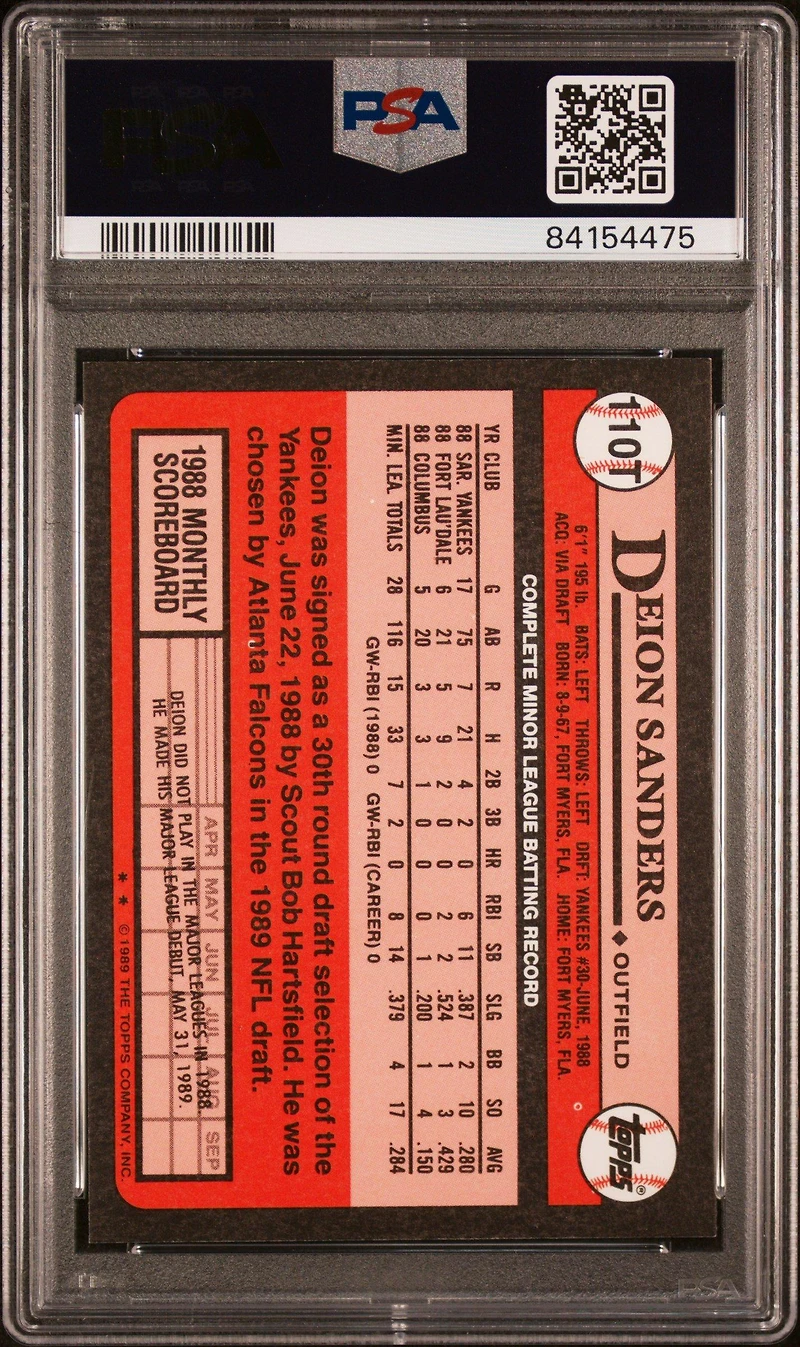 PSA
84154475
110T
DEION SANDERS ♦ OUTFIELD
6'1" 195 lb. BATS: LEFT THROWS: LEFT DRFT: YANKEES #30-JUNE, 1988
ACQ: VIA DRAFT BORN: 8-9-67, FORT MYERS, FLA. HOME: FORT MYERS, FLA.
topps®
COMPLETE MINOR LEAGUE BATTING RECORD
YR CLUB G AB R H 2B 3B HR RBI SB SLG BB SO AVG
88 SAR. YANKEES 17 75 7 21 4 2 0 6 11 .387 2 10 .280
88 FORT LAU'DALE 6 21 5 9 2 0 0 2 2 .524 1 3 .429
88 COLUMBUS 5 20 3 3 1 0 0 0 1 .200 1 4 .150
MIN. LEA. TOTALS 28 116 15 33 7 2 0 8 14 .379 4 17 .284
GW-RBI (1988) 0 GW-RBI (CAREER) 0
Deion was signed as a 30th round draft selection of the
Yankees, June 22, 1988 by Scout Bob Hartsfield. He was
chosen by Atlanta Falcons in the 1989 NFL draft.
1988 MONTHLY
SCOREBOARD
APR MAY JUN JUL AUG SEP
DEION DID NOT PLAY IN THE MAJOR LEAGUES IN 1988.
HE MADE HIS MAJOR LEAGUE DEBUT, MAY 31, 1989.
* * ©1989 THE TOPPS COMPANY, INC.
PSA